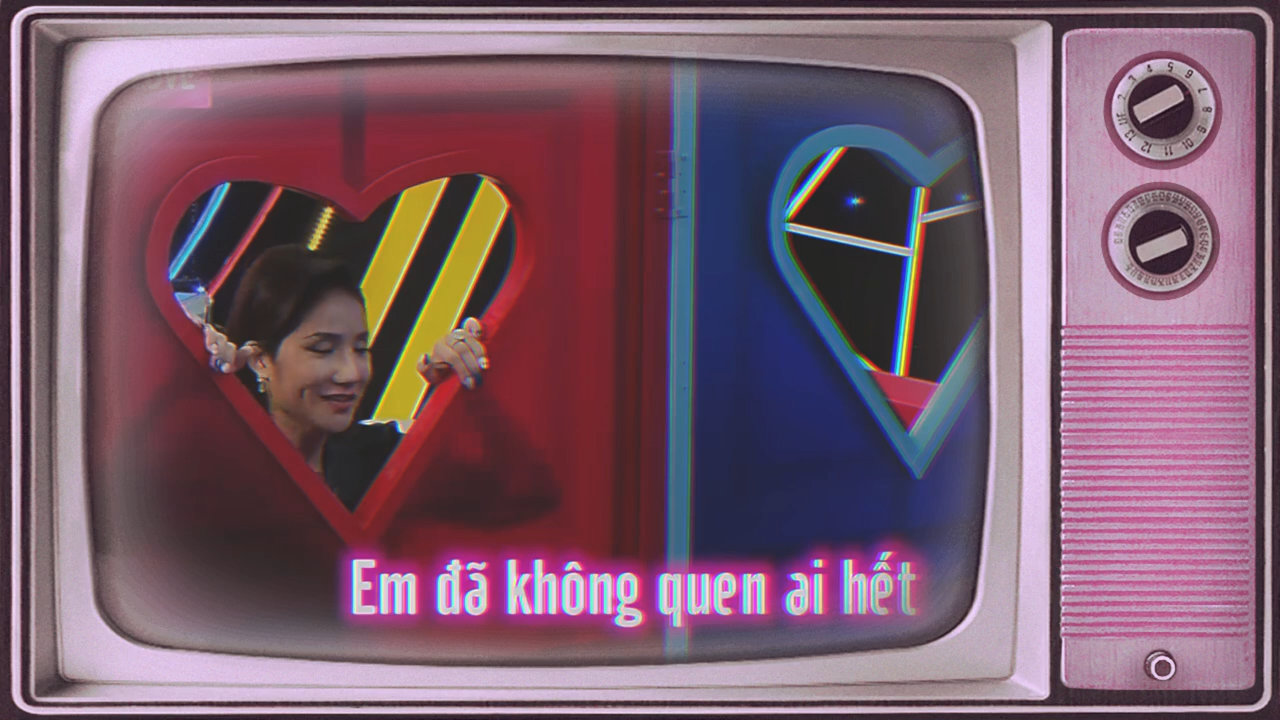 Em đã không quen ai hết